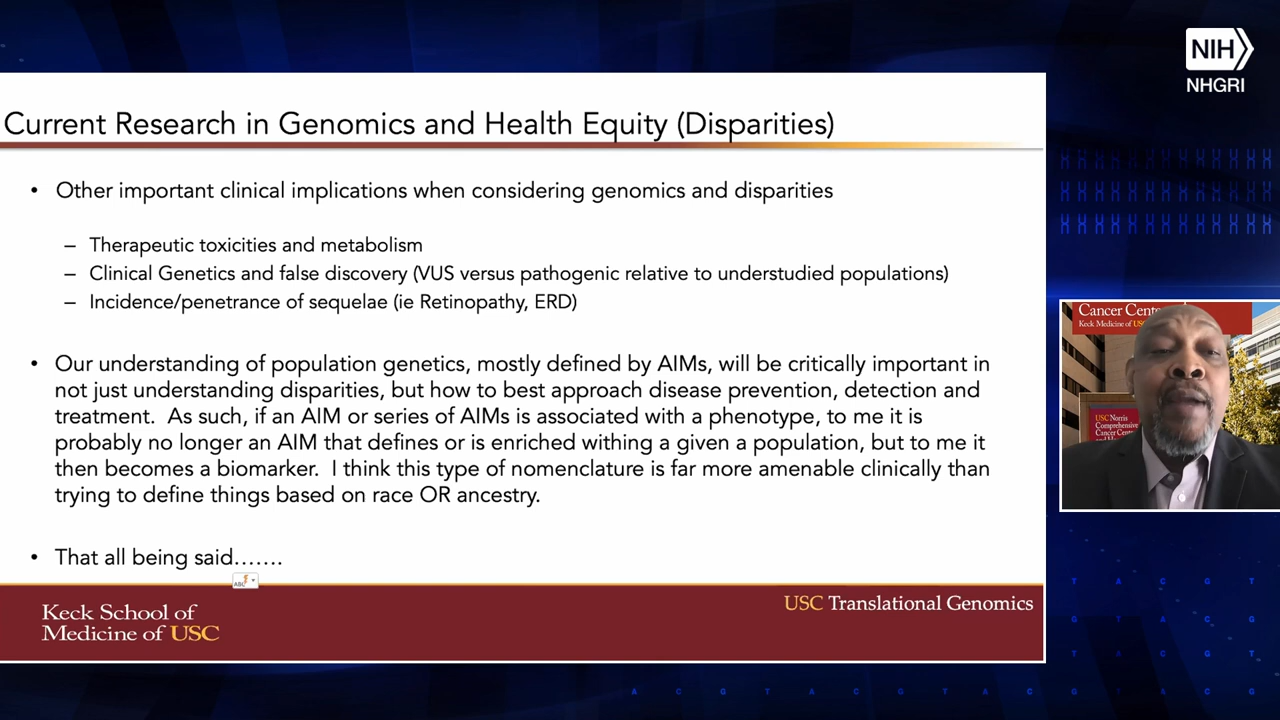 NIH
NHGRI
Current Research in Genomics and Health Equity (Disparities)
• Other important clinical implications when considering genomics and disparities
– Therapeutic toxicities and metabolism
– Clinical Genetics and false discovery (VUS versus pathogenic relative to understudied populations)
– Incidence/penetrance of sequelae (ie Retinopathy, ERD)
• Our understanding of population genetics, mostly defined by AIMs, will be critically important in
not just understanding disparities, but how to best approach disease prevention, detection and
treatment. As such, if an AIM or series of AIMs is associated with a phenotype, to me it is
probably no longer an AIM that defines or is enriched withing a given a population, but to me it
then becomes a biomarker. I think this type of nomenclature is far more amenable clinically than
trying to define things based on race OR ancestry.
• That all being said.......
Keck School of
Medicine of USC
USC Translational Genomics
Cancer
Keck Medicine of
USC Norris
Comprehensive
Cancer
T A C G T
G T A C G
T A C G T
A C G T A C G T A C G T A C G